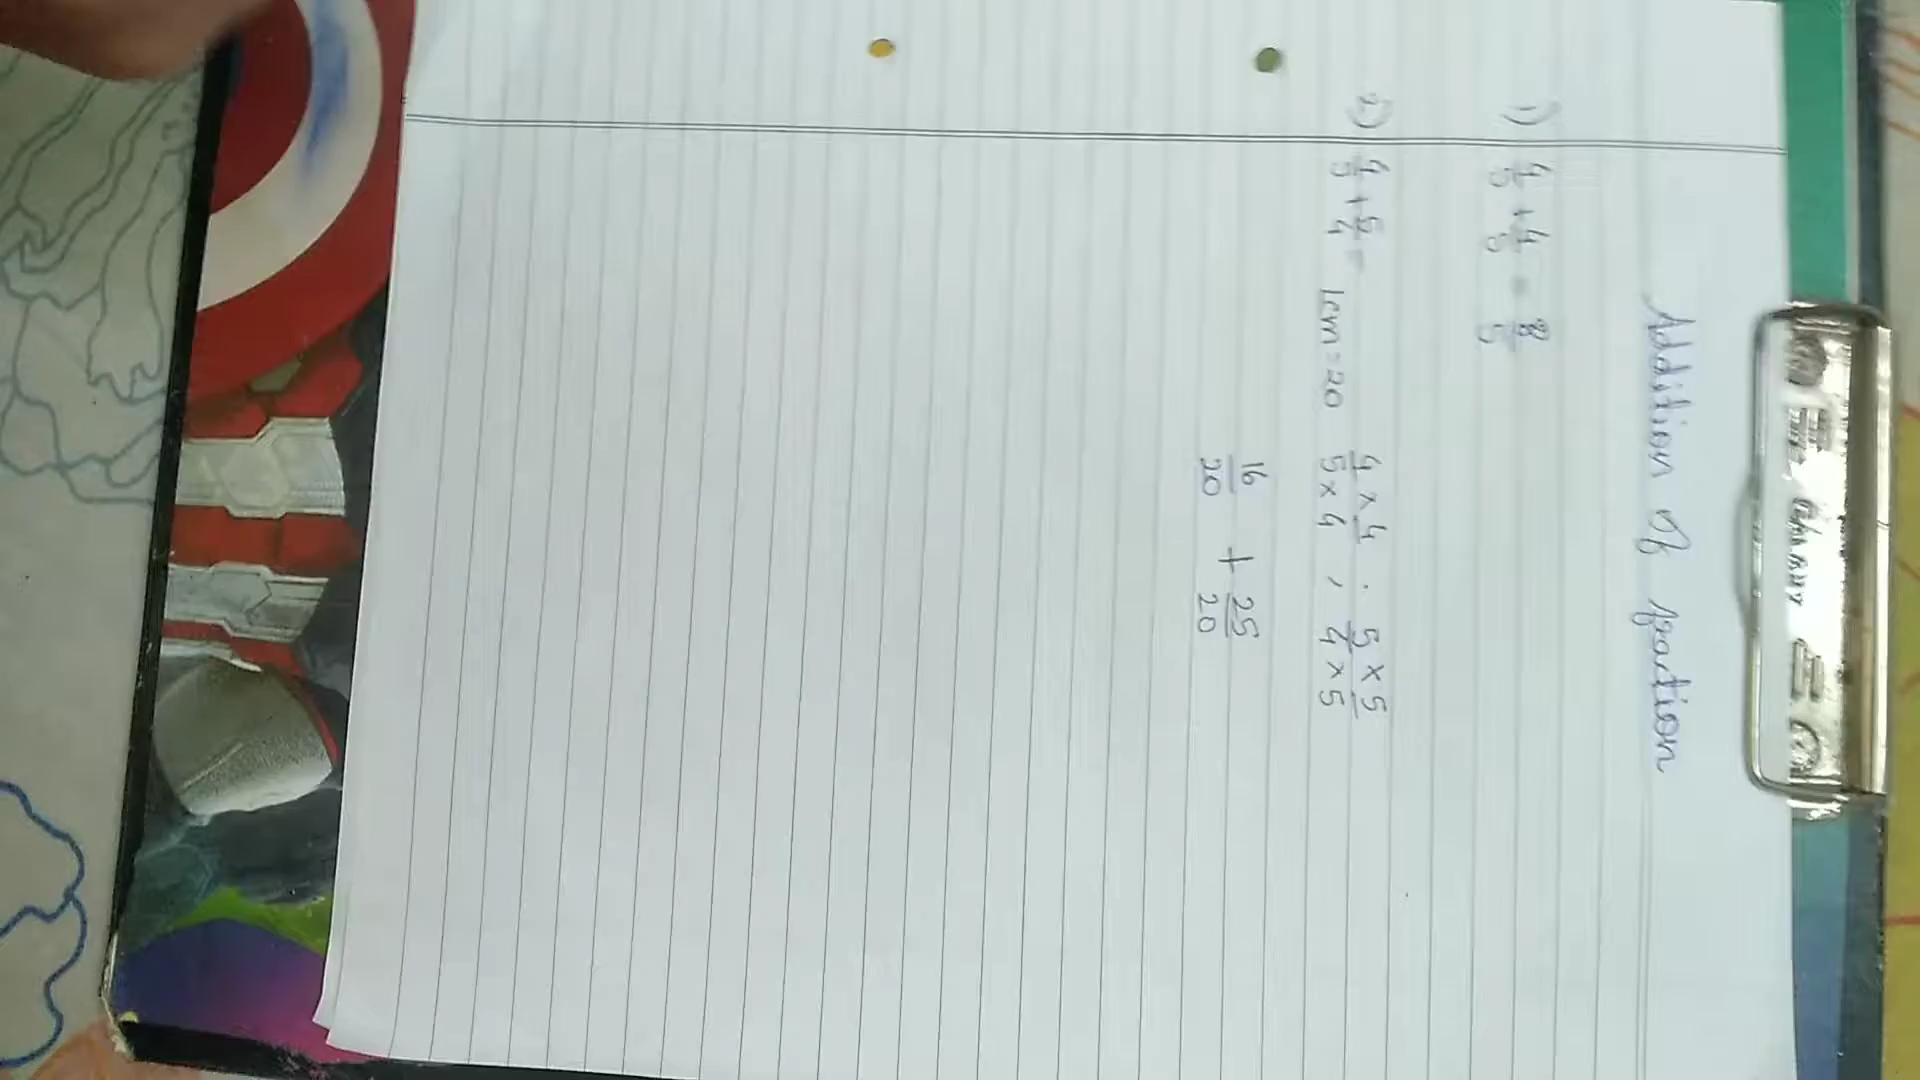 Addition of fraction
1) 4/5 + 4/5 = 8/5
2) 4/5 + 5/4 = lcm = 20 4 × 4 / 5 × 4 , 5 × 5 / 4 × 5
16/20 + 25/20